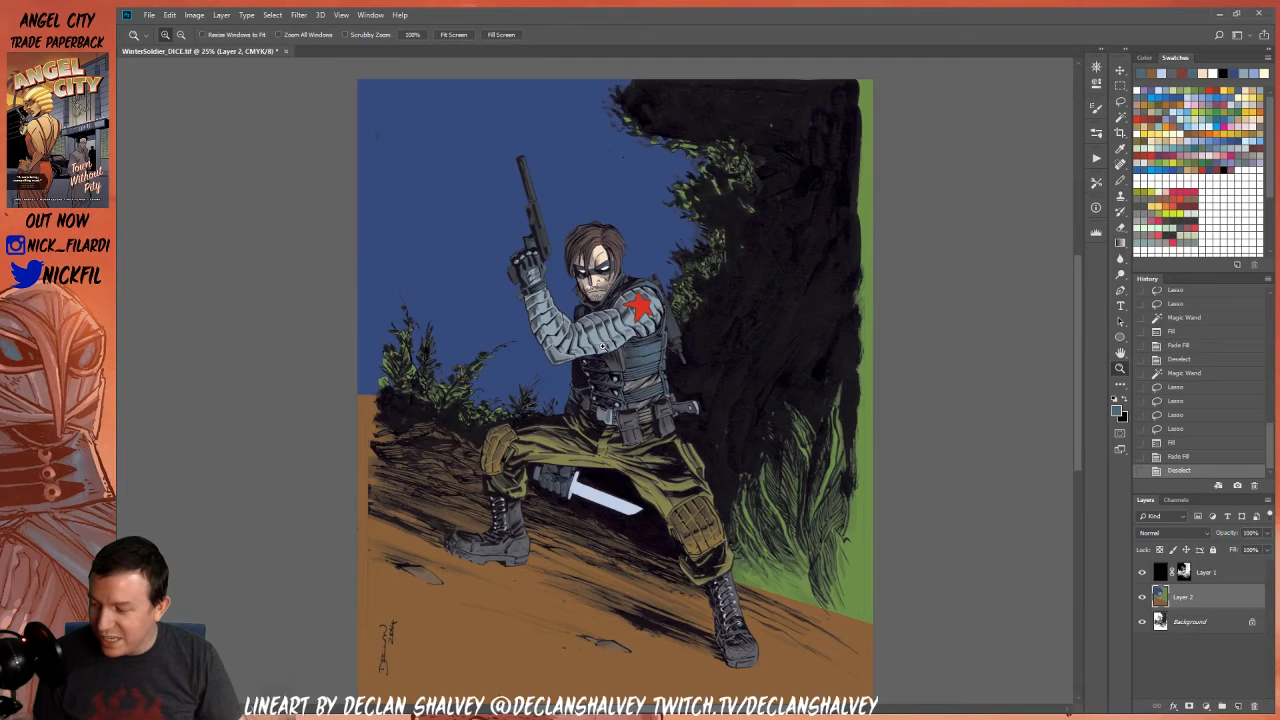 ANGEL CITY
TRADE PAPERBACK
ANGEL
CITY
Town
Without
Pity
OUT NOW
NICK_FILARDI
NICKFIL
File Edit Image Layer Type Select Filter 3D View Window Help
Resize Windows to Fit Zoom All Windows Scrubby Zoom 100% Fit Screen Fill Screen
WinterSoldier_DICE.tif @ 25% (Layer 2, CMYK/8) * ×
Color Swatches
History
Lasso
Lasso
Magic Wand
Fill
Fade Fill
Deselect
Magic Wand
Lasso
Lasso
Lasso
Lasso
Fill
Fade Fill
Deselect
Layers Channels
Kind
Normal Opacity: 100%
Lock: Fill: 100%
Layer 1
Layer 2
Background
LINEART BY DECLAN SHALVEY @DECLANSHALVEY TWITCH.TV/DECLANSHALVEY